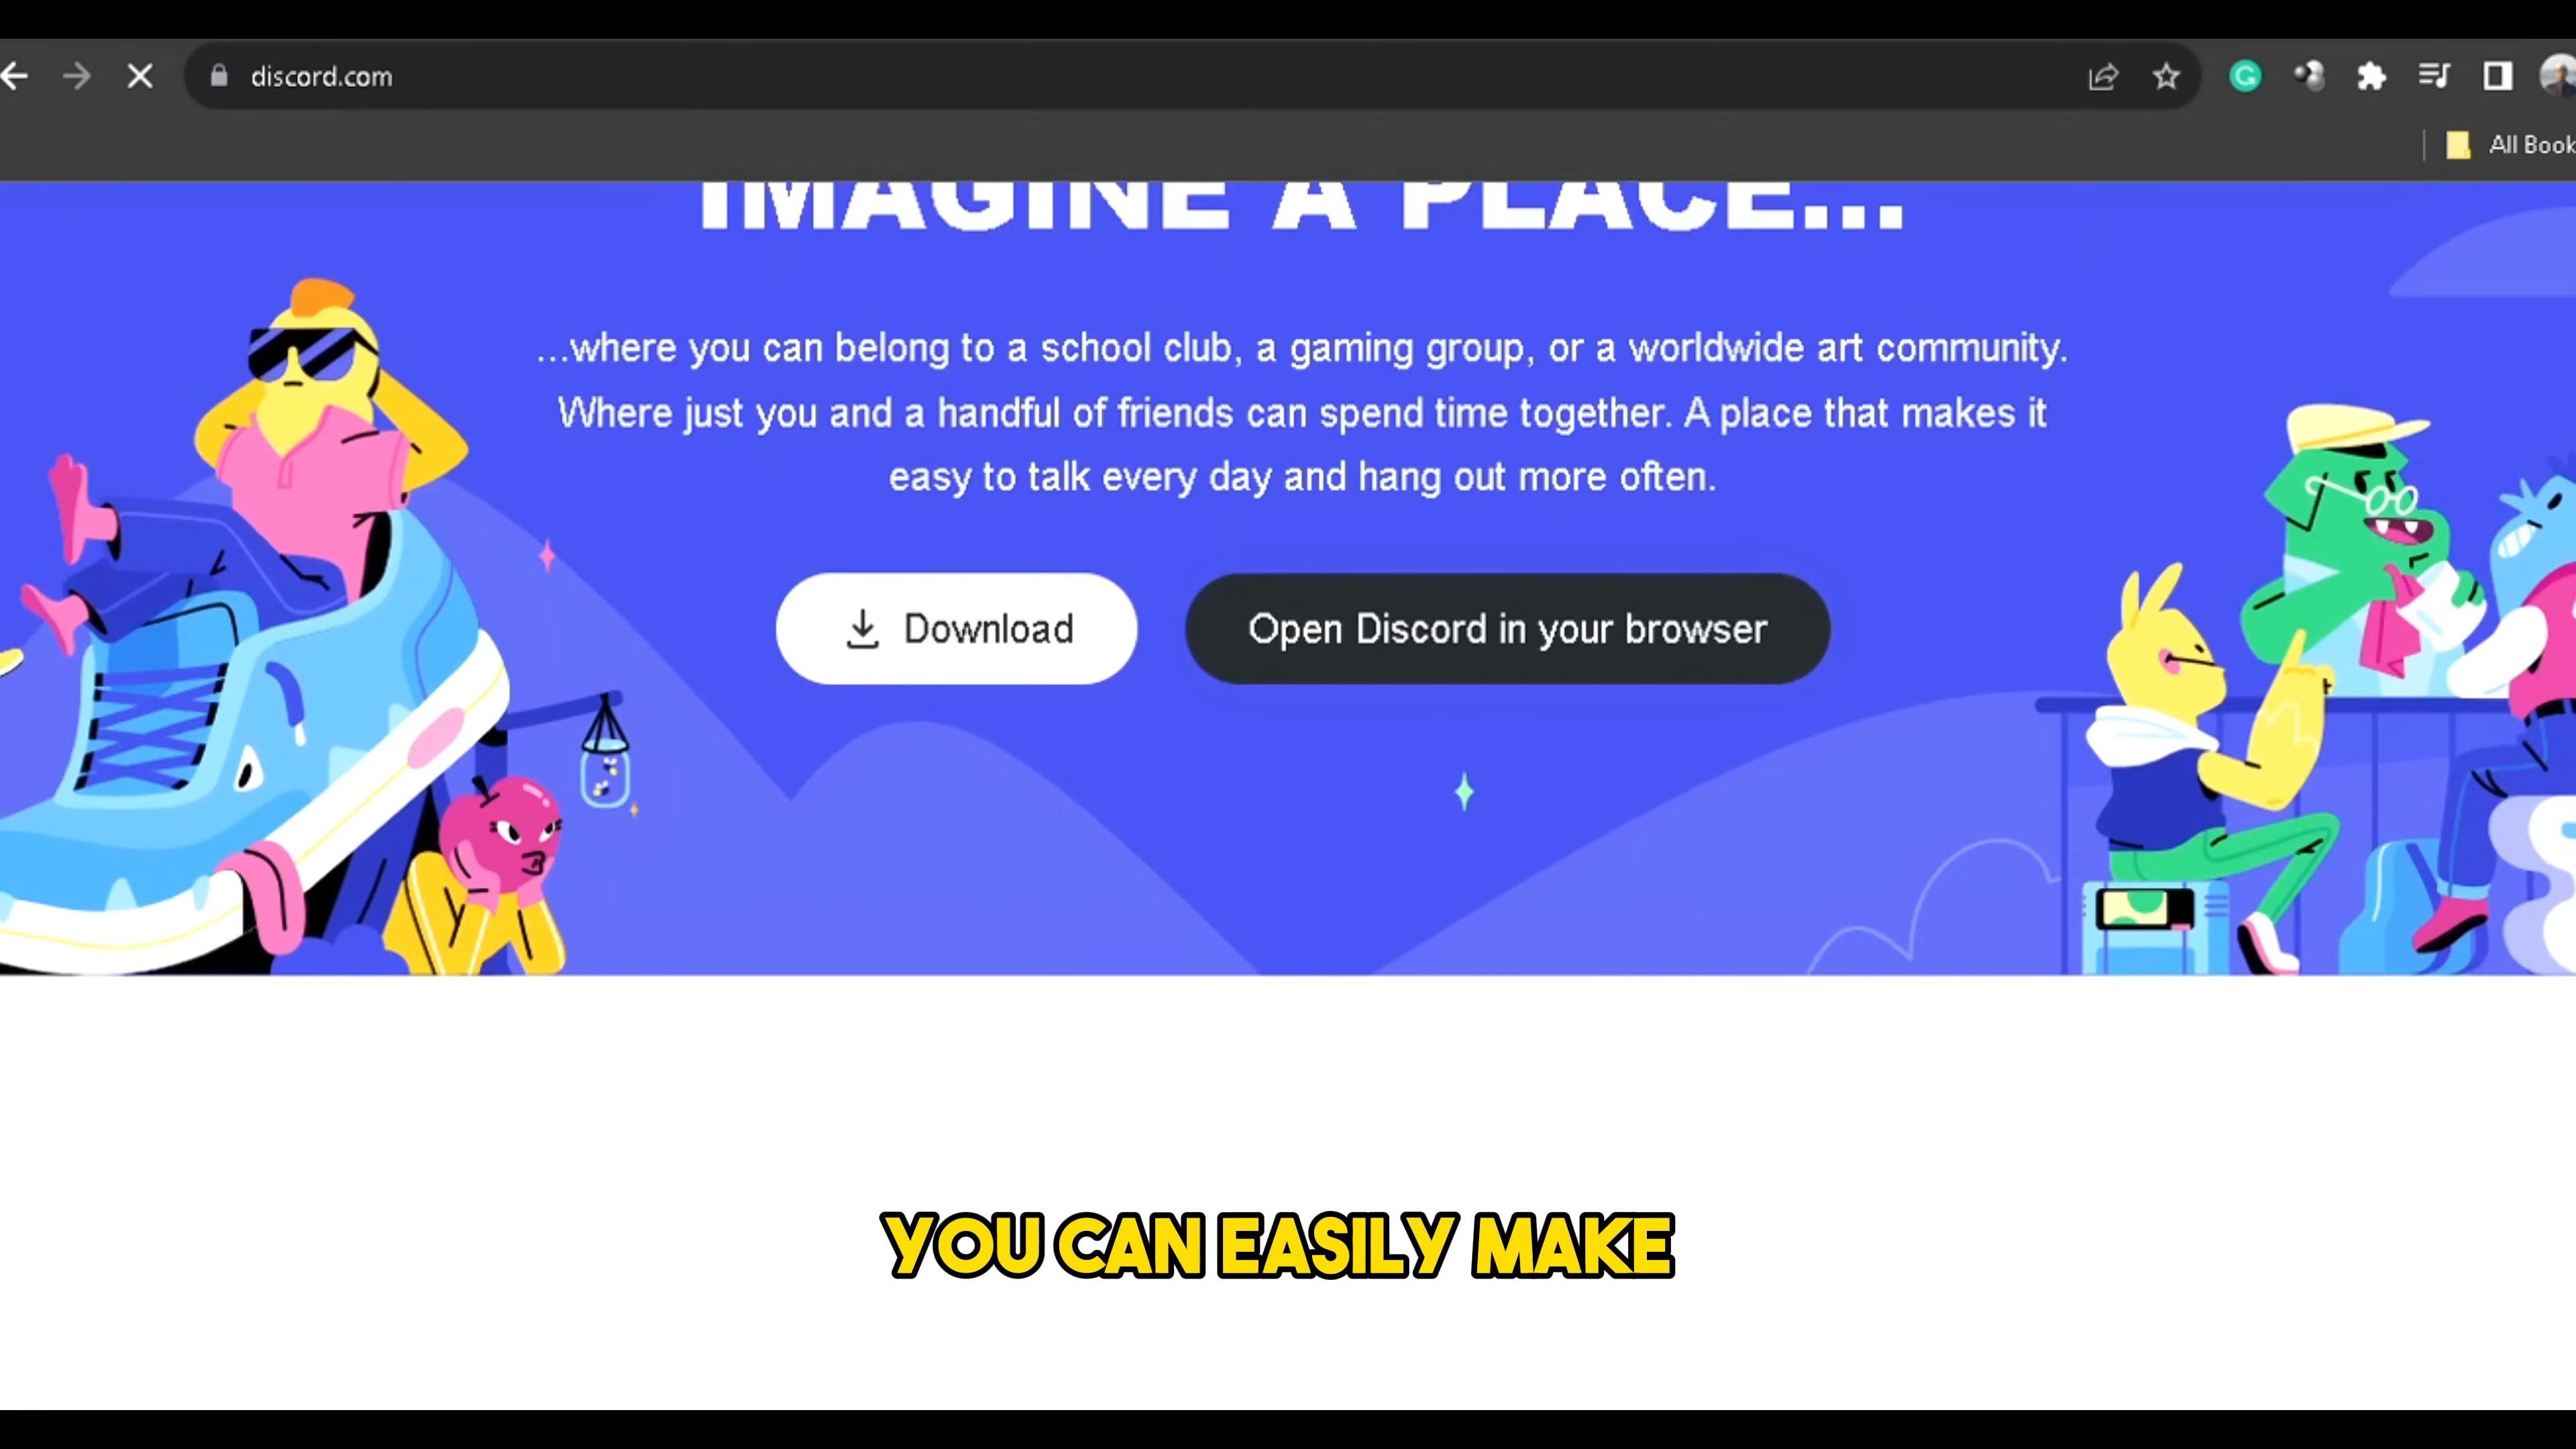 discord.com
All Book
IMAGINE A PLACE...
...where you can belong to a school club, a gaming group, or a worldwide art community.
Where just you and a handful of friends can spend time together. A place that makes it
easy to talk every day and hang out more often.
Download
Open Discord in your browser
YOU CAN EASILY MAKE